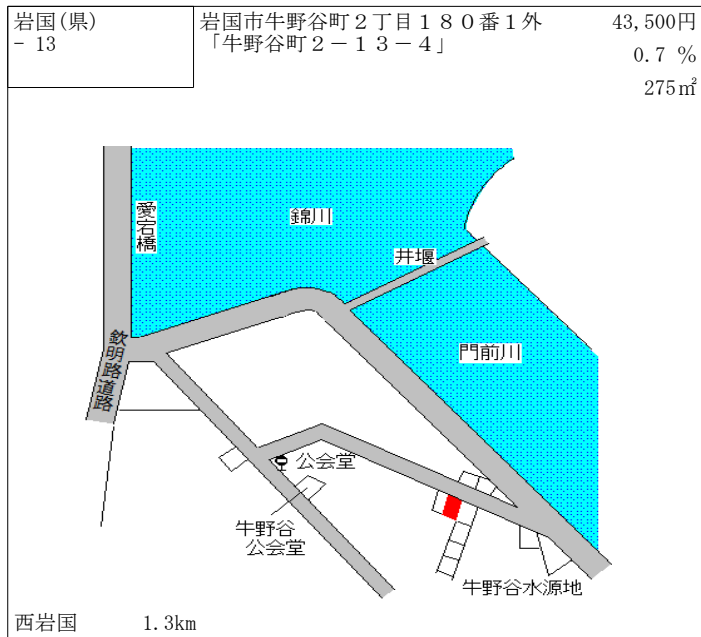 岩国(県)
- 13
岩国市牛野谷町２丁目１８０番１外
「牛野谷町２－１３－４」
43,500円
0.7 %
275㎡
愛宕橋
錦川
井堰
門前川
欽明路道路
公会堂
牛野谷
公会堂
牛野谷水源地
西岩国 1.3km